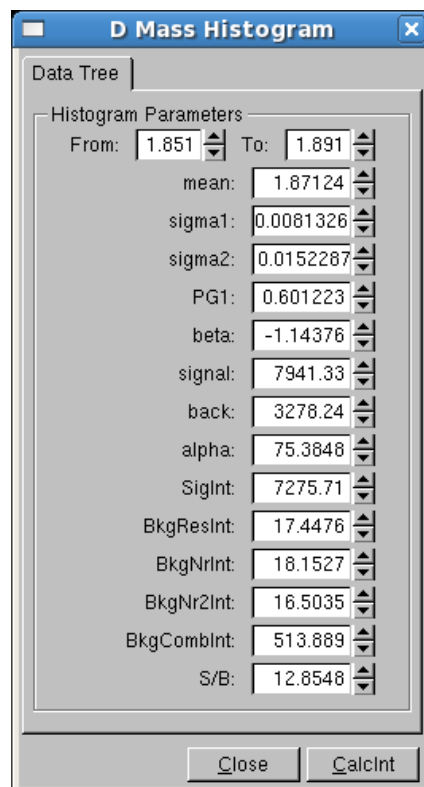 D Mass Histogram
Data Tree
Histogram Parameters
From: 1.851 To: 1.891
mean: 1.87124
sigma1: 0.0081326
sigma2: 0.0152287
PG1: 0.601223
beta: -1.14376
signal: 7941.33
back: 3278.24
alpha: 75.3848
SigInt: 7275.71
BkgResInt: 17.4476
BkgNrInt: 18.1527
BkgNr2Int: 16.5035
BkgCombInt: 513.889
S/B: 12.8548
Close CalcInt